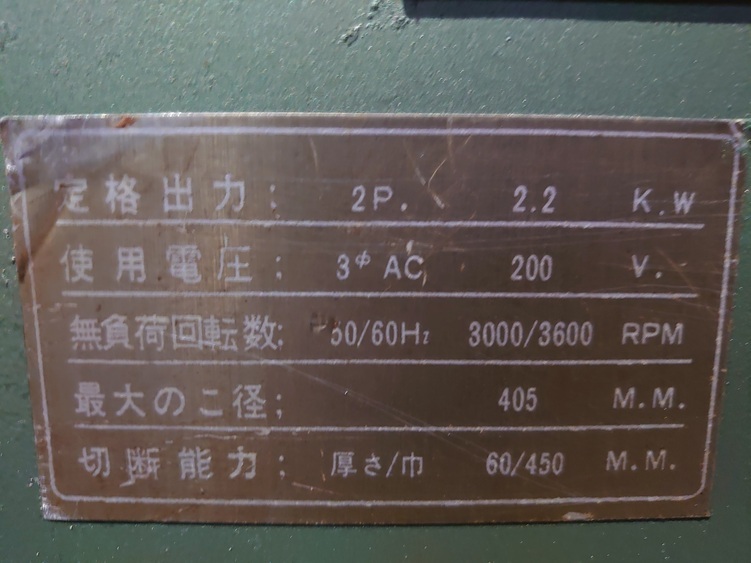 定格出力: 2P. 2.2 K.W
使用電圧: 3φ AC 200 V.
無負荷回転数: 50/60Hz 3000/3600 RPM
最大のこ径; 405 M.M.
切断能力: 厚さ/巾 60/450 M.M.